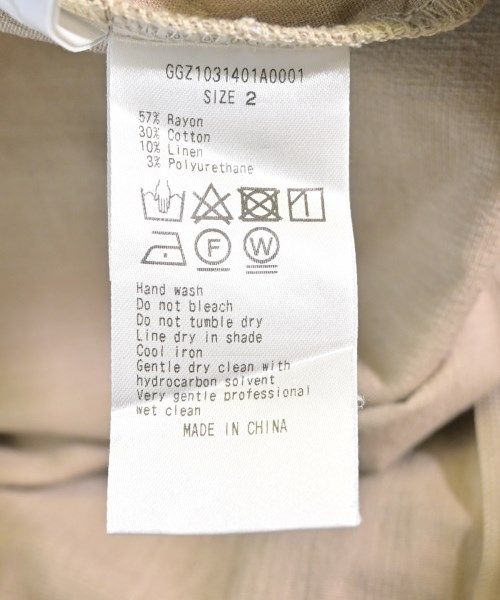 GGZ1031401A0001
SIZE 2
57% Rayon
30% Cotton
10% Linen
3% Polyurethane
F W
Hand wash
Do not bleach
Do not tumble dry
Line dry in shade
Cool iron
Gentle dry clean with
hydrocarbon solvent
Very gentle professional
wet clean
MADE IN CHINA